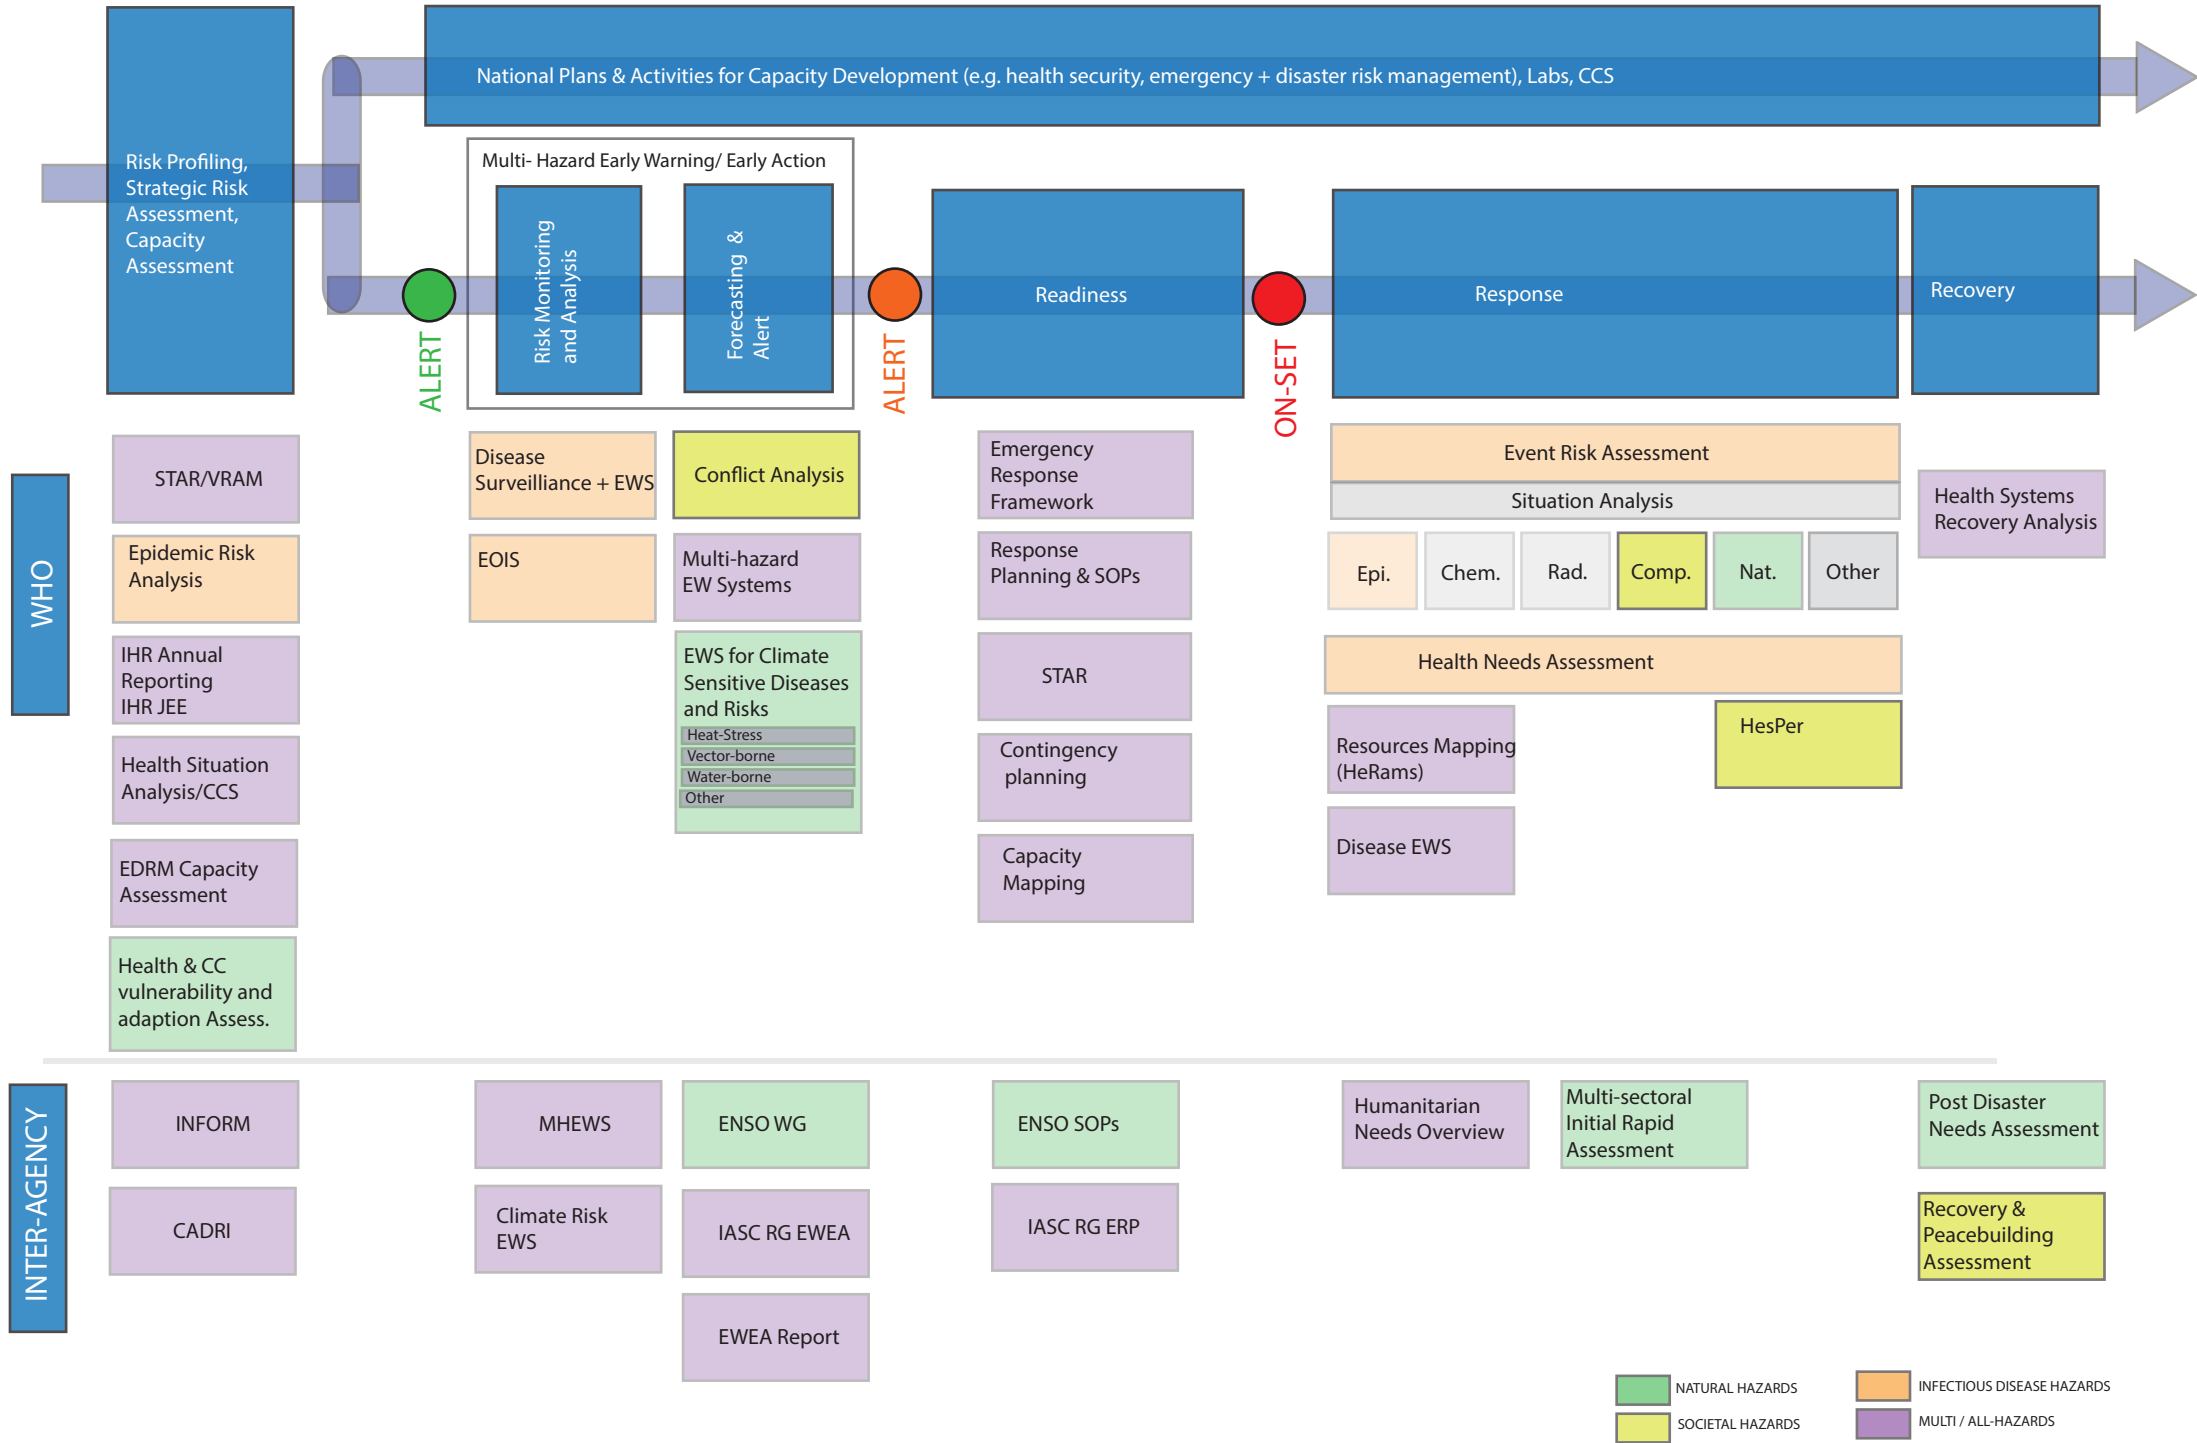 National Plans & Activities for Capacity Development (e.g. health security, emergency + disaster risk management), Labs, CCS
Risk Profiling,
Strategic Risk
Assessment,
Capacity
Assessment
Multi- Hazard Early Warning/ Early Action
Risk Monitoring
and Analysis
Forecasting &
Alert
Readiness
Response
Recovery
ALERT
ALERT
ON-SET
WHO
STAR/VRAM
Epidemic Risk
Analysis
IHR Annual
Reporting
IHR JEE
Health Situation
Analysis/CCS
EDRM Capacity
Assessment
Health & CC
vulnerability and
adaption Assess.
Disease
Surveilliance + EWS
EOIS
Conflict Analysis
Multi-hazard
EW Systems
EWS for Climate
Sensitive Diseases
and Risks
Heat-Stress
Vector-borne
Water-borne
Other
Emergency
Response
Framework
Response
Planning & SOPs
STAR
Contingency
planning
Capacity
Mapping
Event Risk Assessment
Situation Analysis
Epi.
Chem.
Rad.
Comp.
Nat.
Other
Health Needs Assessment
Resources Mapping
(HeRams)
HesPer
Disease EWS
Health Systems
Recovery Analysis
INTER-AGENCY
INFORM
CADRI
MHEWS
Climate Risk
EWS
ENSO WG
IASC RG EWEA
EWEA Report
ENSO SOPs
IASC RG ERP
Humanitarian
Needs Overview
Multi-sectoral
Initial Rapid
Assessment
Post Disaster
Needs Assessment
Recovery &
Peacebuilding
Assessment
NATURAL HAZARDS
SOCIETAL HAZARDS
INFECTIOUS DISEASE HAZARDS
MULTI / ALL-HAZARDS